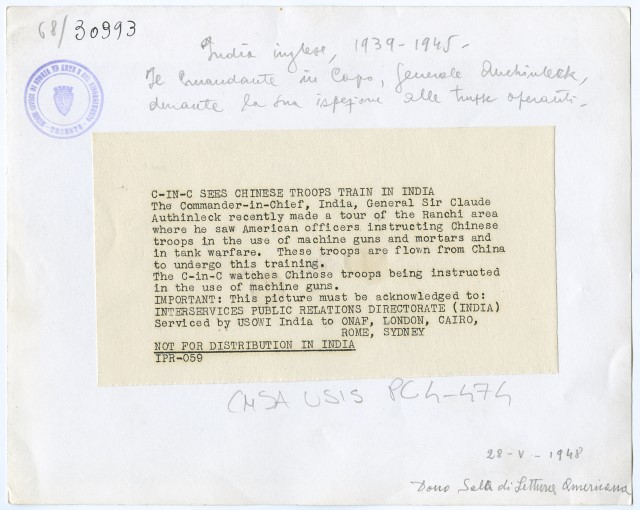 68/30993
India inglese, 1939-1945-
Il Comandante in Capo, Generale Auchinleck,
durante la sua ispezione alle truppe operanti.
C-IN-C SEES CHINESE TROOPS TRAIN IN INDIA
The Commander-in-Chief, India, General Sir Claude
Authinleck recently made a tour of the Ranchi area
where he saw American officers instructing Chinese
troops in the use of machine guns and mortars and
in tank warfare. These troops are flown from China
to undergo this training.
The C-in-C watches Chinese troops being instructed
in the use of machine guns.
IMPORTANT: This picture must be acknowledged to:
INTERSERVICES PUBLIC RELATIONS DIRECTORATE (INDIA)
Serviced by USOWI India to ONAF, LONDON, CAIRO,
ROME, SYDNEY
NOT FOR DISTRIBUTION IN INDIA
IPR-059
CMSA USIS PC4-474
28-V-1948
Dono Sala di Lettura Americana